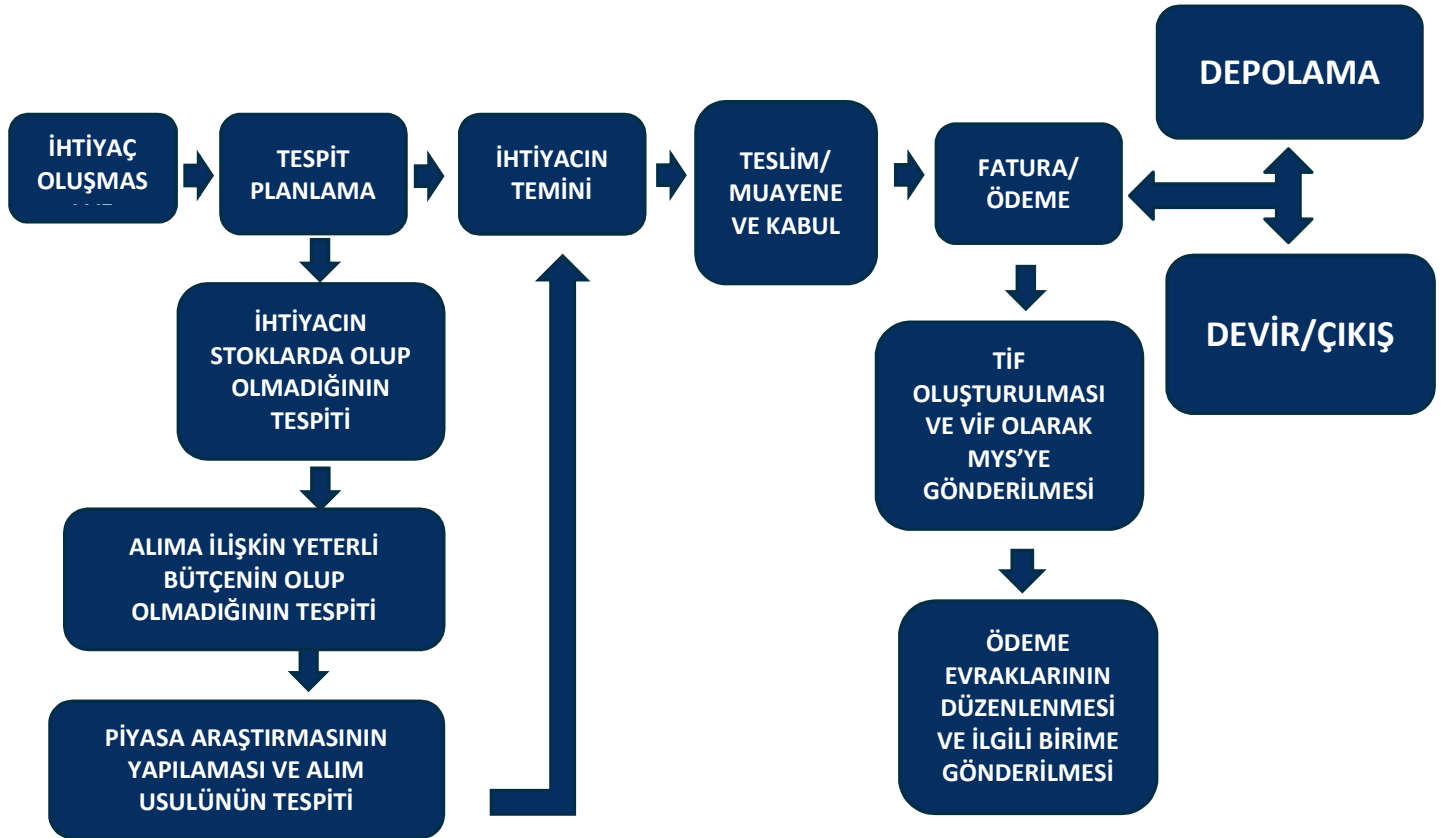 İHTİYAÇ
OLUŞMAS
TESPİT
PLANLAMA
İHTİYACIN
TEMİNİ
TESLİM/
MUAYENE
VE KABUL
FATURA/
ÖDEME
DEPOLAMA
DEVİR/ÇIKIŞ
İHTİYACIN
STOKLARDA OLUP
OLMADIĞININ
TESPİTİ
ALIMA İLİŞKİN YETERLİ
BÜTÇENİN OLUP
OLMADIĞININ TESPİTİ
PİYASA ARAŞTIRMASININ
YAPILAMASI VE ALIM
USULÜNÜN TESPİTİ
TİF
OLUŞTURULMASI
VE VİF OLARAK
MYS’YE
GÖNDERİLMESİ
ÖDEME
EVRAKLARININ
DÜZENLENMESİ
VE İLGİLİ BİRİME
GÖNDERİLMESİ